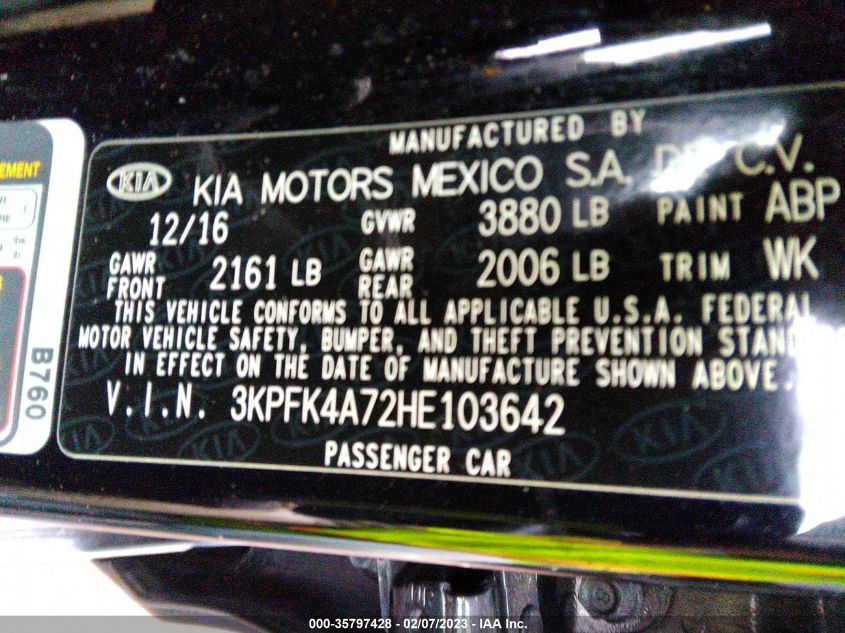 MANUFACTURED BY
KIA KIA MOTORS MEXICO S.A. DE C.V.
12/16 GVWR 3880 LB PAINT ABP
GAWR FRONT 2161 LB GAWR REAR 2006 LB TRIM WK
THIS VEHICLE CONFORMS TO ALL APPLICABLE U.S.A. FEDERAL
MOTOR VEHICLE SAFETY, BUMPER, AND THEFT PREVENTION STAN
IN EFFECT ON THE DATE OF MANUFACTURE SHOWN ABOVE.
V.I.N. 3KPFK4A72HE103642
PASSENGER CAR
B760
EMENT
000-35797428 - 02/07/2023 - IAA Inc.